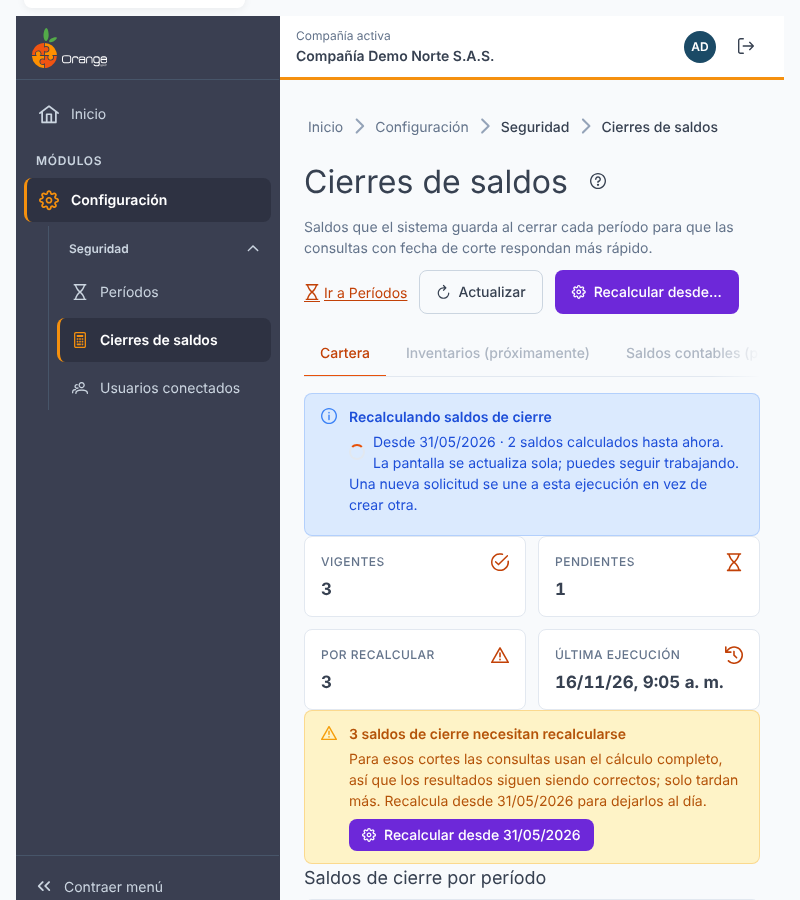 Orange
Inicio
MÓDULOS
Configuración
Seguridad
Períodos
Cierres de saldos
Usuarios conectados
Contraer menú
Compañía activa
Compañía Demo Norte S.A.S.
AD
Inicio Configuración Seguridad Cierres de saldos
Cierres de saldos
Saldos que el sistema guarda al cerrar cada período para que las
consultas con fecha de corte respondan más rápido.
Ir a Períodos Actualizar Recalcular desde...
Cartera Inventarios (próximamente) Saldos contables (p
Recalculando saldos de cierre
Desde 31/05/2026 · 2 saldos calculados hasta ahora.
La pantalla se actualiza sola; puedes seguir trabajando.
Una nueva solicitud se une a esta ejecución en vez de
crear otra.
VIGENTES
3
PENDIENTES
1
POR RECALCULAR
3
ÚLTIMA EJECUCIÓN
16/11/26, 9:05 a. m.
3 saldos de cierre necesitan recalcularse
Para esos cortes las consultas usan el cálculo completo,
así que los resultados siguen siendo correctos; solo tardan
más. Recalcula desde 31/05/2026 para dejarlos al día.
Recalcular desde 31/05/2026
Saldos de cierre por período